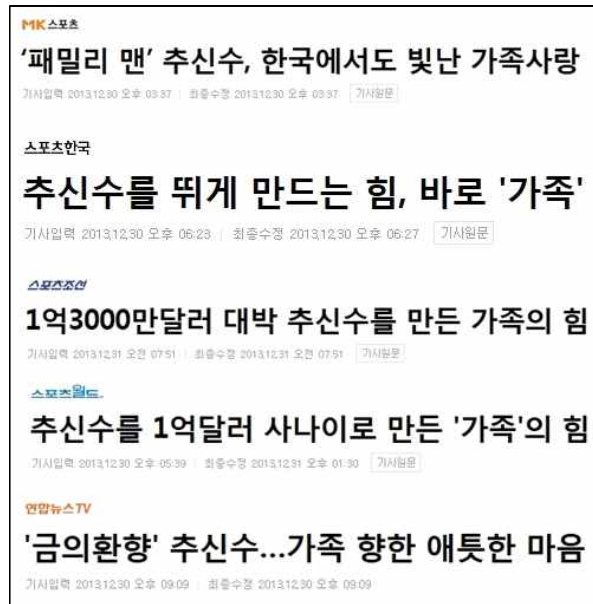 MK스포츠
‘패밀리 맨’ 추신수, 한국에서도 빛난 가족사랑
기사입력 2013.12.30 오후 03:37 | 최종수정 2013.12.30 오후 03:37 기사원문
스포츠한국
추신수를 뛰게 만드는 힘, 바로 '가족'
기사입력 2013.12.30 오후 06:23 | 최종수정 2013.12.30 오후 06:27 기사원문
스포츠조선
1억3000만달러 대박 추신수를 만든 가족의 힘
기사입력 2013.12.31 오전 07:51 | 최종수정 2013.12.31 오전 07:51 기사원문
스포츠월드
추신수를 1억달러 사나이로 만든 '가족'의 힘
기사입력 2013.12.30 오후 05:39 | 최종수정 2013.12.31 오후 01:30 기사원문
연합뉴스TV
'금의환향' 추신수...가족 향한 애틋한 마음
기사입력 2013.12.30 오후 09:09 | 최종수정 2013.12.30 오후 09:09